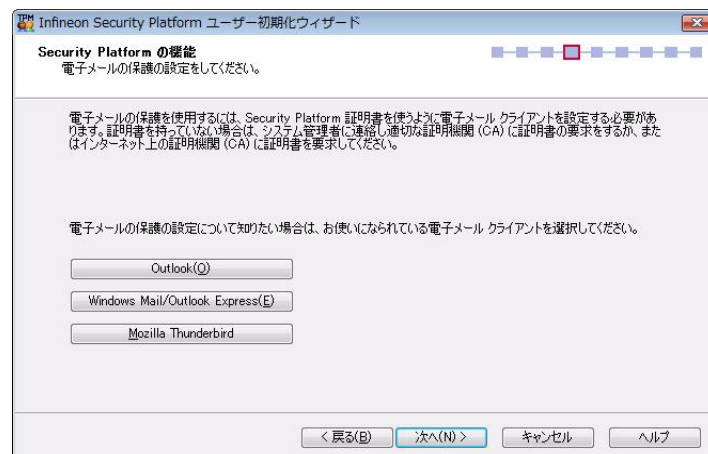 TPM
Infineon Security Platform ユーザー初期化ウィザード
Security Platform の機能
電子メールの保護の設定をしてください。
電子メールの保護を使用するには、Security Platform 証明書を使うように電子メール クライアントを設定する必要があ
ります。証明書を持っていない場合は、システム管理者に連絡し適切な証明機関 (CA) に証明書の要求をするか、また
はインターネット上の証明機関 (CA) に証明書を要求してください。
電子メールの保護の設定について知りたい場合は、お使いになられている電子メール クライアントを選択してください。
Outlook(O)
Windows Mail/Outlook Express(E)
Mozilla Thunderbird
< 戻る(B)
次へ(N) >
キャンセル
ヘルプ